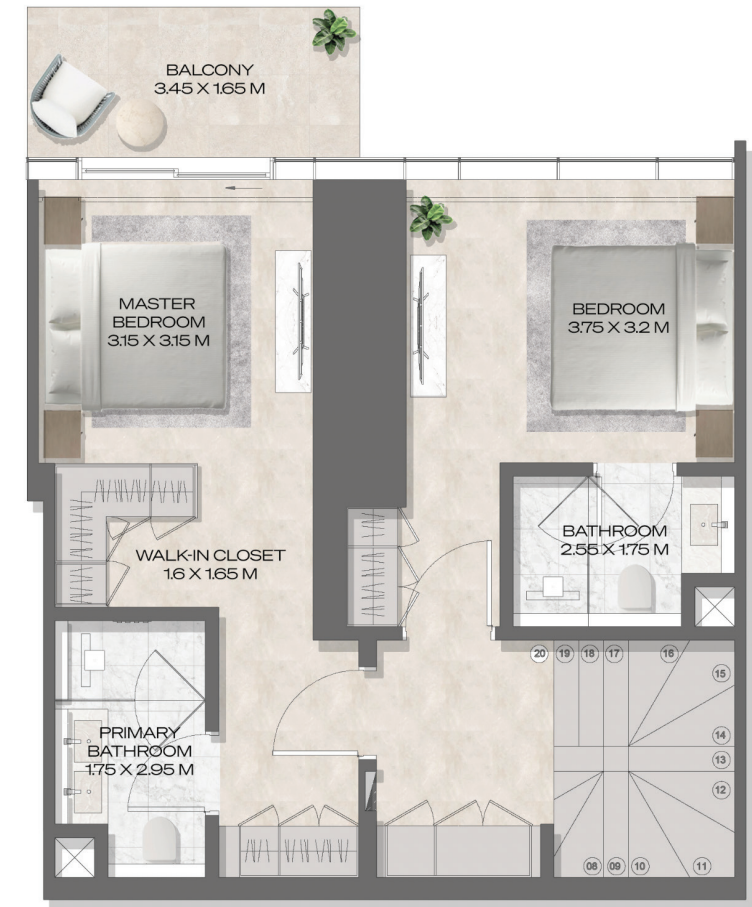 BALCONY
3.45 X 1.65 M
MASTER
BEDROOM
3.15 X 3.15 M
BEDROOM
3.75 X 3.2 M
WALK-IN CLOSET
1.6 X 1.65 M
BATHROOM
2.55 X 1.75 M
PRIMARY
BATHROOM
1.75 X 2.95 M
20 19 18 17 16
15
14
13
12
08 09 10 11